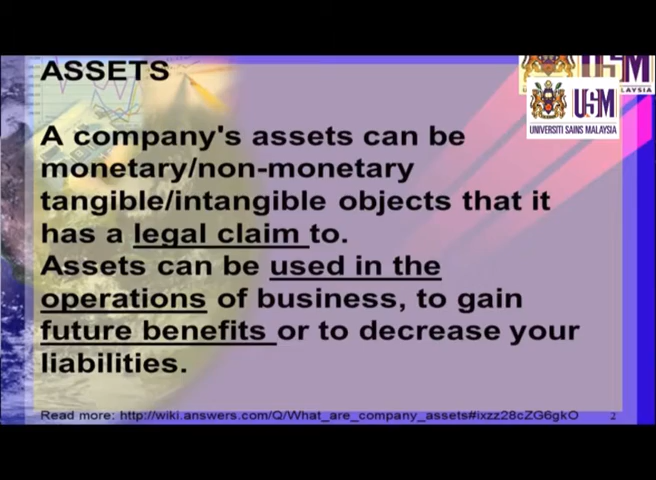 ASSETS
USM
ALAYSIA
USM
UNIVERSITI SAINS MALAYSIA
A company's assets can be
monetary/non-monetary
tangible/intangible objects that it
has a legal claim to.
Assets can be used in the
operations of business, to gain
future benefits or to decrease your
liabilities.
Read more: http://wiki.answers.com/Q/What_are_company_assets#ixzz28cZG6gkO
2